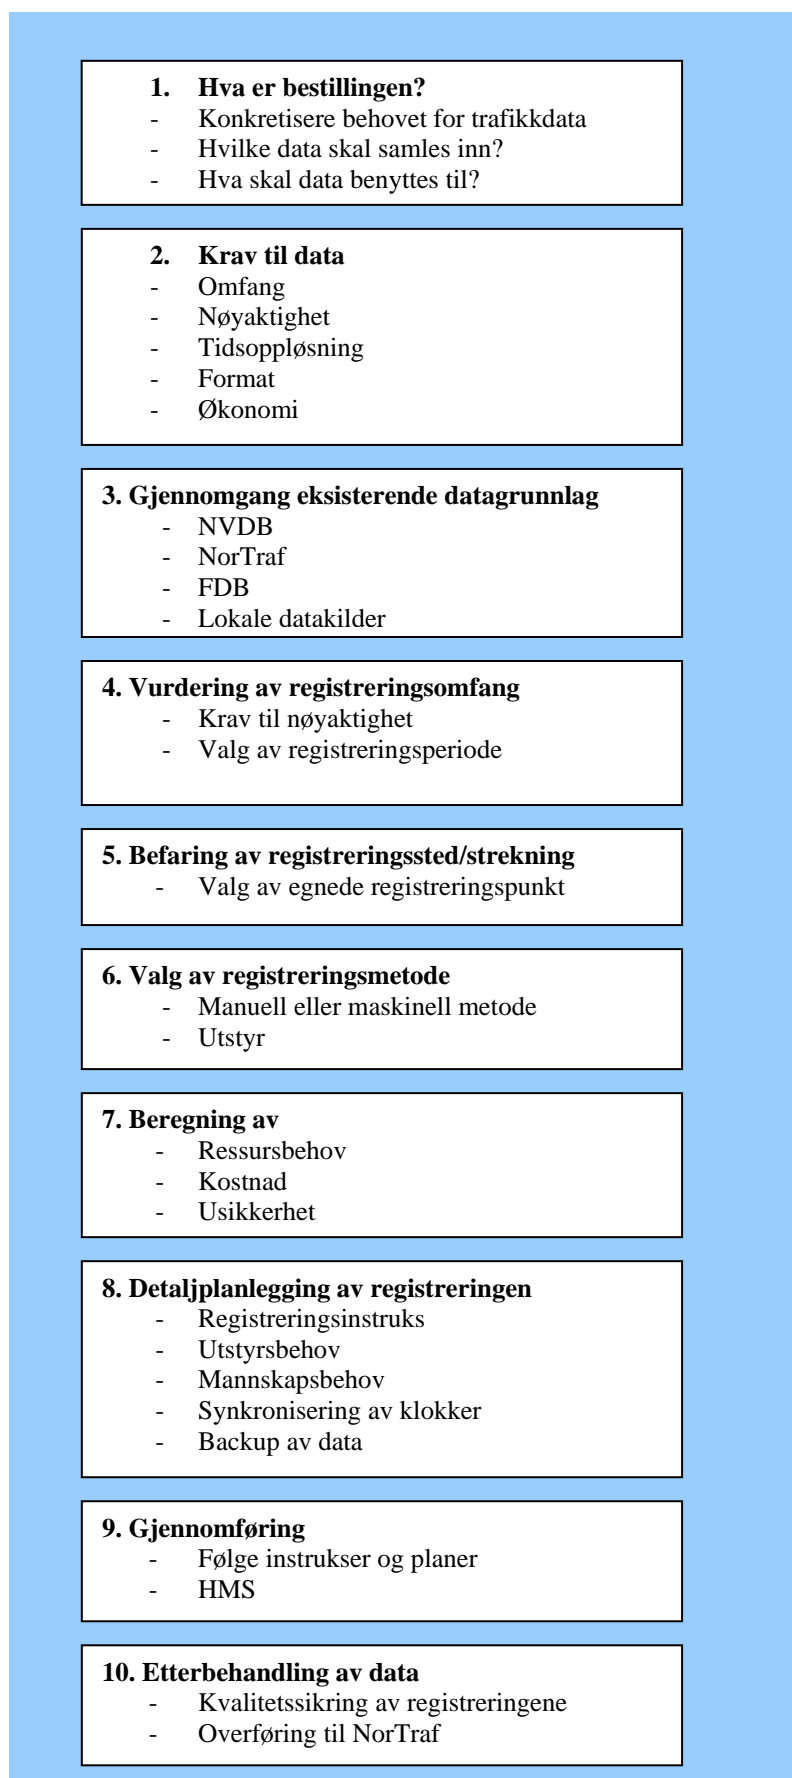 1. Hva er bestillingen?
- Konkretisere behovet for trafikkdata
- Hvilke data skal samles inn?
- Hva skal data benyttes til?
2. Krav til data
- Omfang
- Nøyaktighet
- Tidsoppløsning
- Format
- Økonomi
3. Gjennomgang eksisterende datagrunnlag
- NVDB
- NorTraf
- FDB
- Lokale datakilder
4. Vurdering av registreringsomfang
- Krav til nøyaktighet
- Valg av registreringsperiode
5. Befaring av registreringssted/strekning
- Valg av egnede registreringspunkt
6. Valg av registreringsmetode
- Manuell eller maskinell metode
- Utstyr
7. Beregning av
- Ressursbehov
- Kostnad
- Usikkerhet
8. Detaljplanlegging av registreringen
- Registreringsinstruks
- Utstyrsbehov
- Mannskapsbehov
- Synkronisering av klokker
- Backup av data
9. Gjennomføring
- Følge instrukser og planer
- HMS
10. Etterbehandling av data
- Kvalitetssikring av registreringene
- Overføring til NorTraf